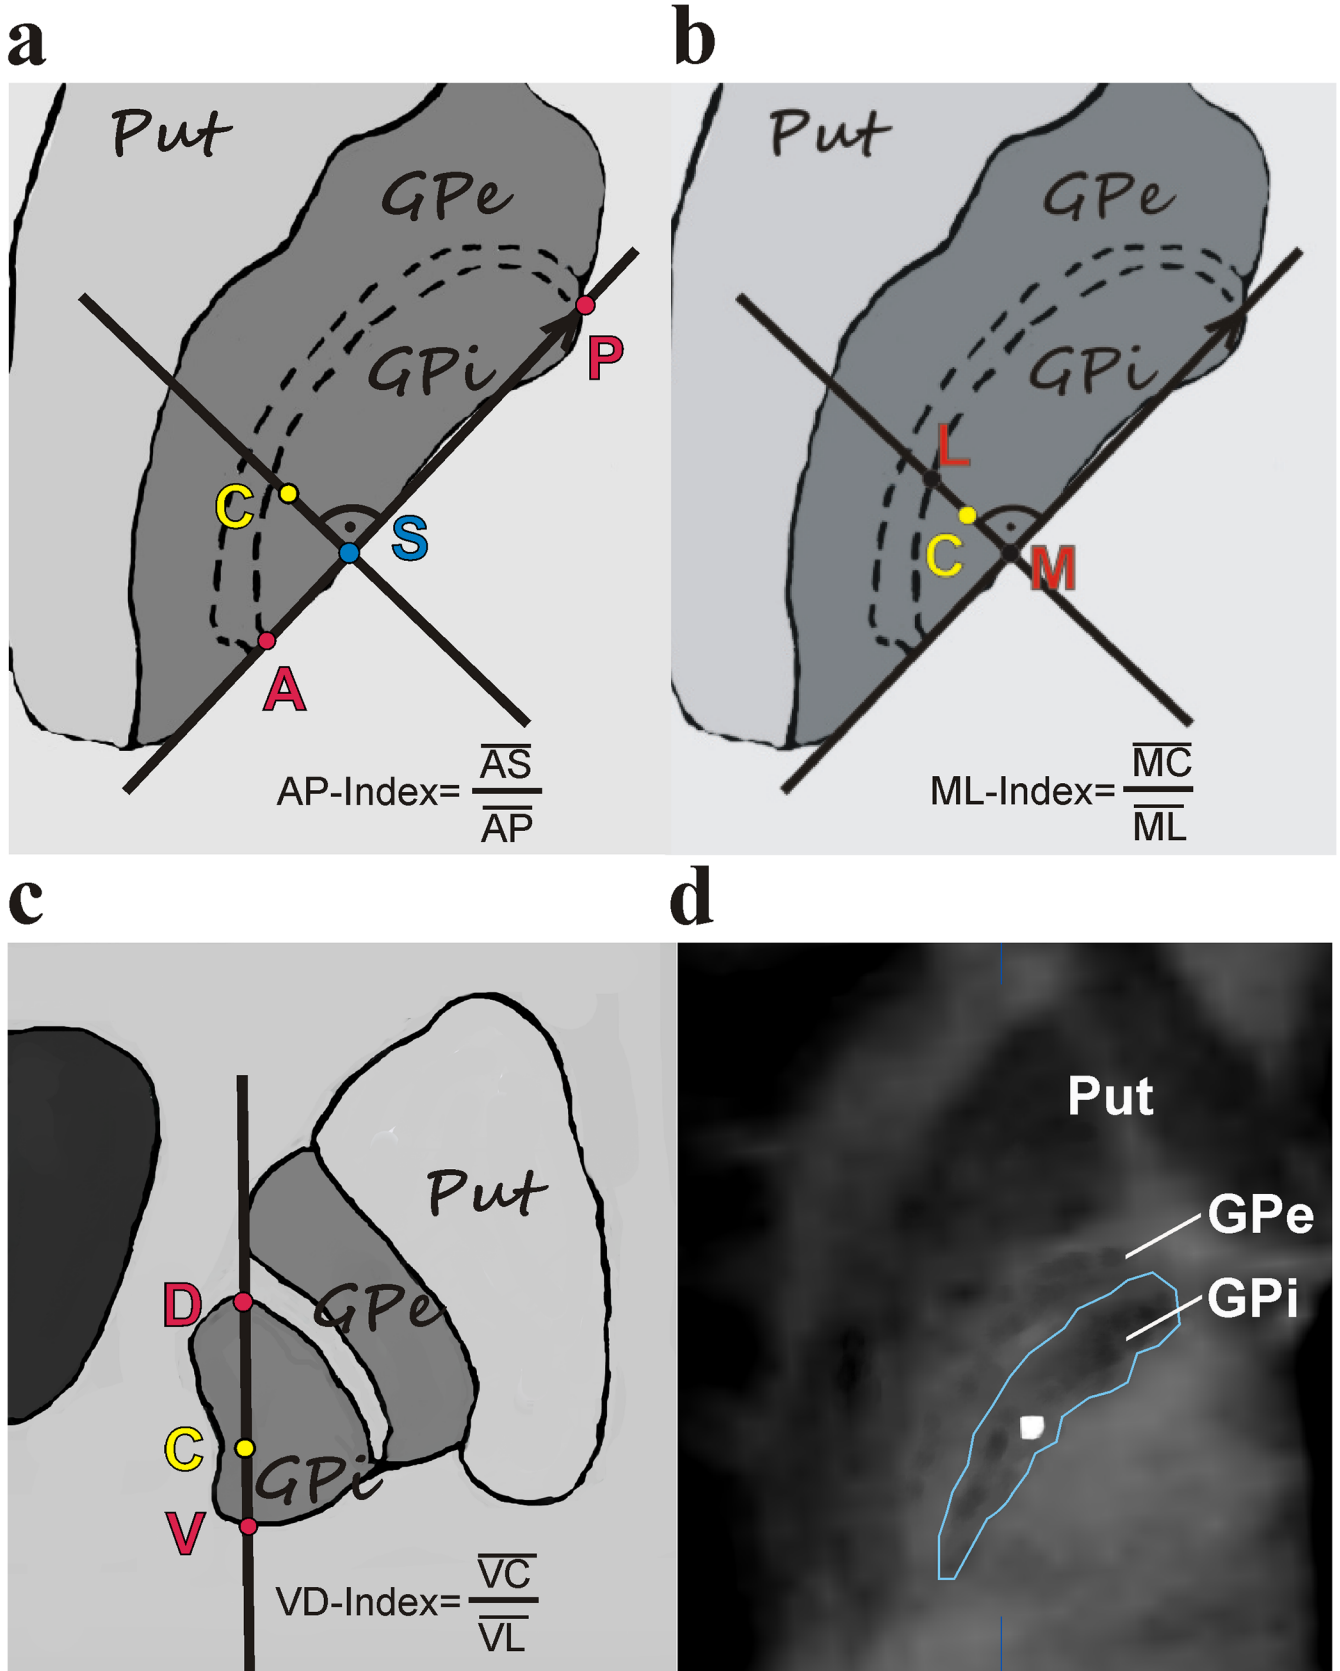 a
Put
GPe
GPi
P
C
S
A
AP-Index= AS
AP
b
Put
GPe
GPi
L
C
M
ML-Index= MC
ML
c
Put
D
GPe
C
GPi
V
VD-Index= VC
VL
d
Put
GPe
GPi